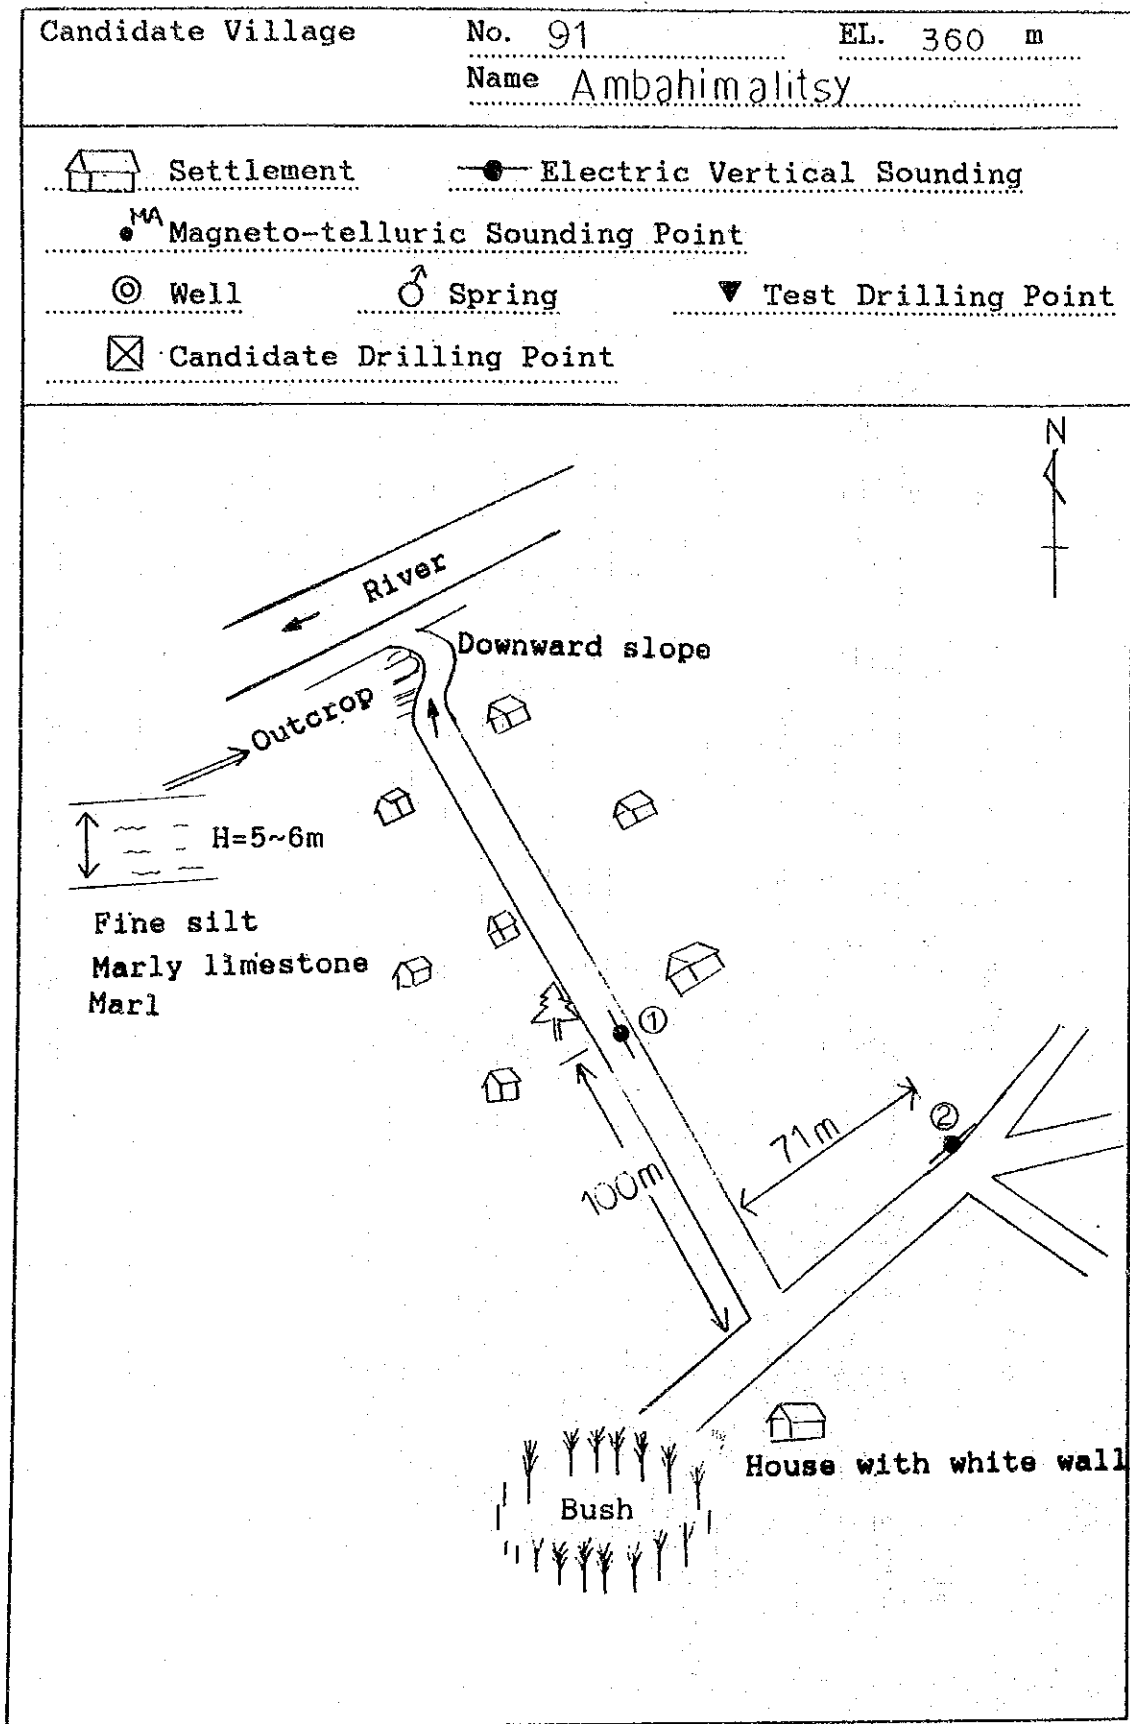 Candidate Village No. 91 EL. 360 m
Name Ambahimalitsy
Settlement Electric Vertical Sounding
MA Magneto-telluric Sounding Point
Well Spring Test Drilling Point
Candidate Drilling Point
N
River
Downward slope
Outcrop
H=5~6m
Fine silt
Marly limestone
Marl
①
②
71m
100m
House with white wall
Bush